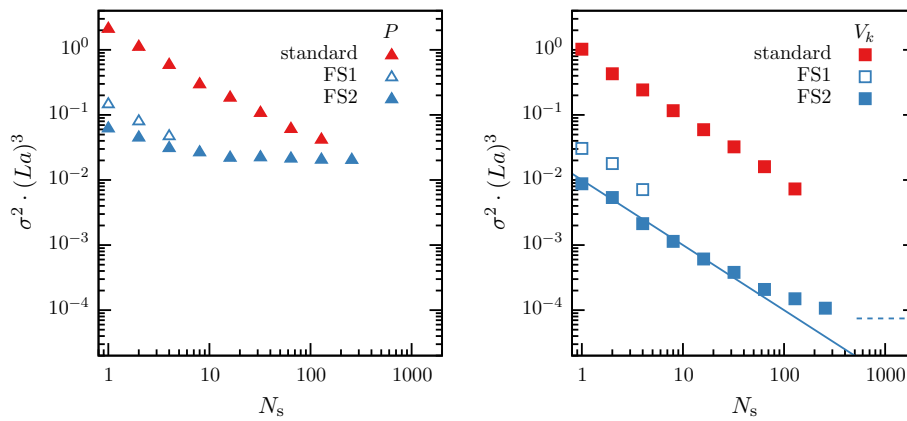 P
standard
FS1
FS2
10^0
10^{-1}
10^{-2}
10^{-3}
10^{-4}
σ^2 · (La)^3
1 10 100 1000
N_s
V_k
standard
FS1
FS2
10^0
10^{-1}
10^{-2}
10^{-3}
10^{-4}
σ^2 · (La)^3
1 10 100 1000
N_s